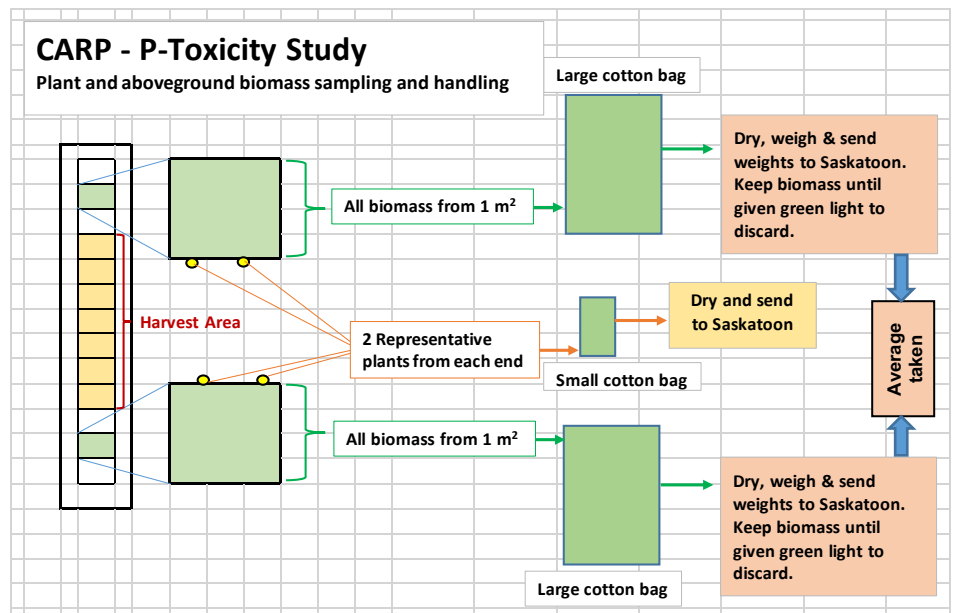 CARP - P-Toxicity Study
Plant and aboveground biomass sampling and handling
Large cotton bag
Dry, weigh & send
weights to Saskatoon.
Keep biomass until
given green light to
discard.
All biomass from 1 m²
Harvest Area
2 Representative
plants from each end
Dry and send
to Saskatoon
Small cotton bag
Average
taken
All biomass from 1 m²
Dry, weigh & send
weights to Saskatoon.
Keep biomass until
given green light to
discard.
Large cotton bag